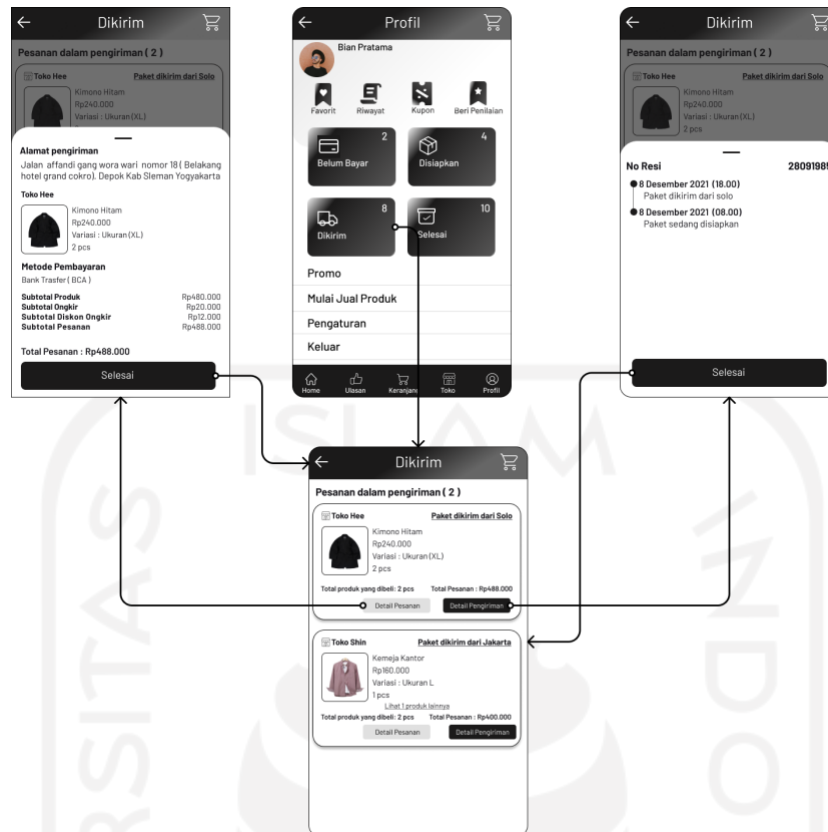 Dikirim
Pesanan dalam pengiriman ( 2 )
Toko Hee
Paket dikirim dari Solo
Kimono Hitam
Rp240.000
Variasi : Ukuran (XL)
Alamat pengiriman
Jalan affandi gang wora wari nomor 18 ( Belakang
hotel grand cokro). Depok Kab Sleman Yogyakarta
Toko Hee
Kimono Hitam
Rp240.000
Variasi : Ukuran (XL)
2 pcs
Metode Pembayaran
Bank Trasfer ( BCA )
Subtotal Produk Rp480.000
Subtotal Ongkir Rp20.000
Subtotal Diskon Ongkir Rp12.000
Subtotal Pesanan Rp488.000
Total Pesanan : Rp488.000
Selesai
Profil
Bian Pratama
Favorit Riwayat Kupon Beri Penilaian
2
Belum Bayar
4
Disiapkan
8
Dikirim
10
Selesai
Promo
Mulai Jual Produk
Pengaturan
Keluar
Home Ulasan Keranjang Toko Profil
Dikirim
Pesanan dalam pengiriman ( 2 )
Toko Hee
Paket dikirim dari Solo
Kimono Hitam
Rp240.000
Variasi : Ukuran (XL)
2 pcs
No Resi 28091989
8 Desember 2021 (18.00)
Paket dikirim dari solo
8 Desember 2021 (08.00)
Paket sedang disiapkan
Selesai
Dikirim
Pesanan dalam pengiriman ( 2 )
Toko Hee
Paket dikirim dari Solo
Kimono Hitam
Rp240.000
Variasi : Ukuran (XL)
2 pcs
Total produk yang dibeli: 2 pcs Total Pesanan : Rp488.000
Detail Pesanan Detail Pengiriman
Toko Shin
Paket dikirim dari Jakarta
Kemeja Kantor
Rp160.000
Variasi : Ukuran L
1 pcs
Lihat 1 produk lainnya
Total produk yang dibeli: 2 pcs Total Pesanan : Rp400.000
Detail Pesanan Detail Pengiriman
ISLAM
RSITAS
INDO